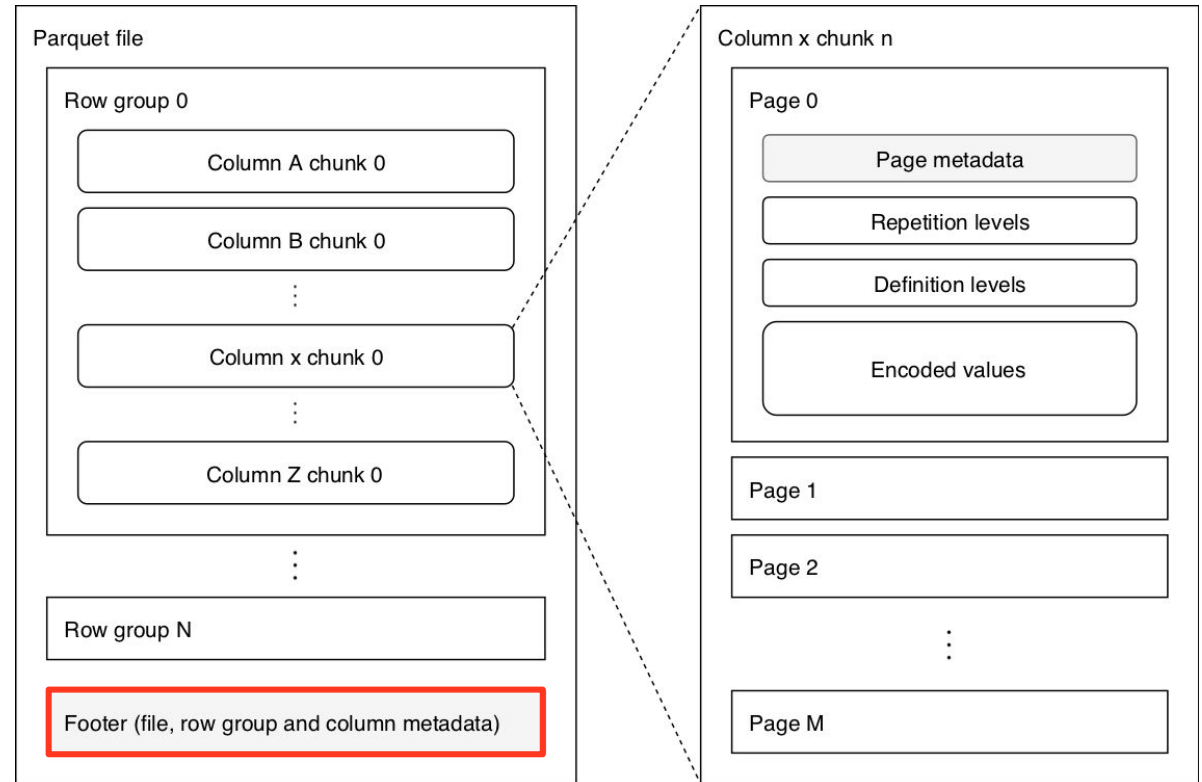 Parquet file
Row group 0
Column A chunk 0
Column B chunk 0
Column x chunk 0
Column Z chunk 0
Row group N
Footer (file, row group and column metadata)
Column x chunk n
Page 0
Page metadata
Repetition levels
Definition levels
Encoded values
Page 1
Page 2
Page M